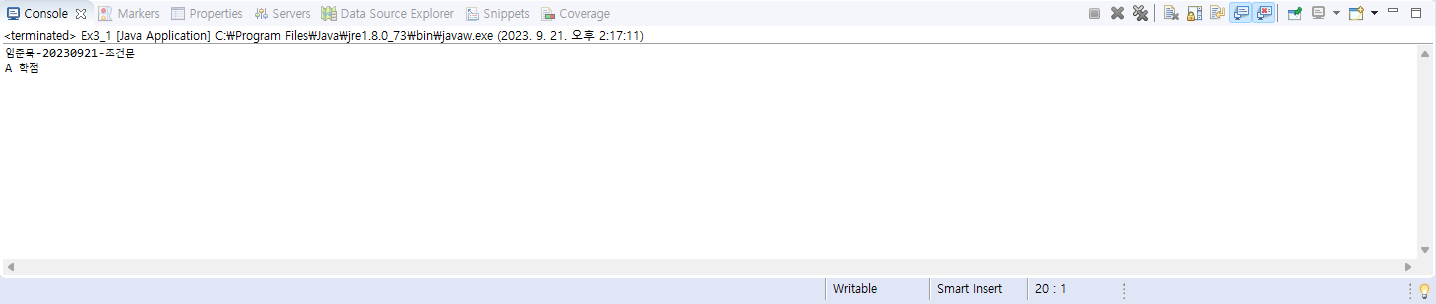 Console Markers Properties Servers Data Source Explorer Snippets Coverage
<terminated> Ex3_1 [Java Application] C:₩Program Files₩Java₩jre1.8.0_73₩bin₩javaw.exe (2023. 9. 21. 오후 2:17:11)
임준묵-20230921-조건문
A 학점
Writable Smart Insert 20 : 1